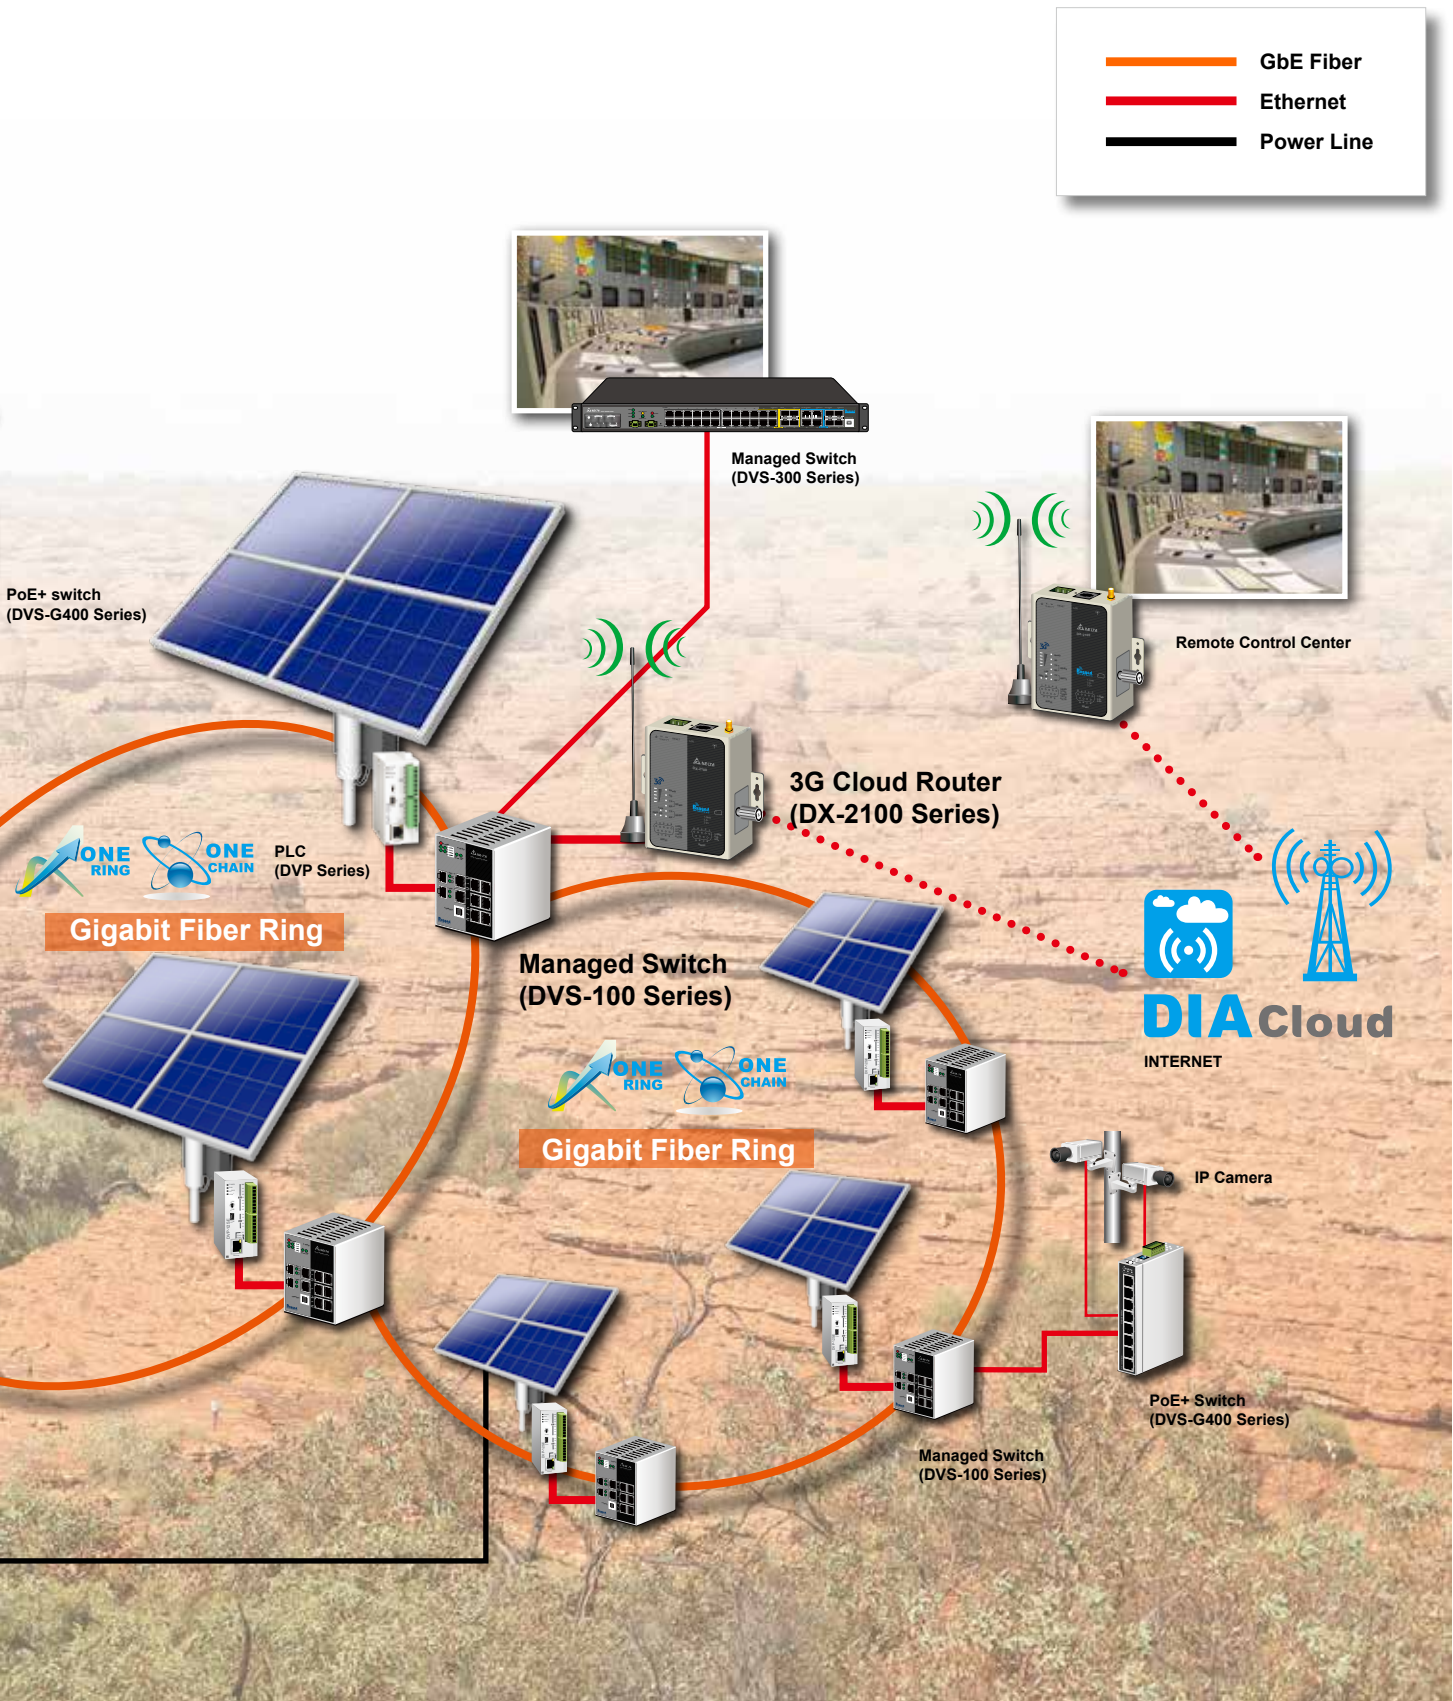 GbE Fiber
Ethernet
Power Line
Managed Switch
(DVS-300 Series)
PoE+ switch
(DVS-G400 Series)
Remote Control Center
3G Cloud Router
(DX-2100 Series)
ONE
RING
ONE
CHAIN
PLC
(DVP Series)
Gigabit Fiber Ring
Managed Switch
(DVS-100 Series)
DIACloud
INTERNET
ONE
RING
ONE
CHAIN
Gigabit Fiber Ring
IP Camera
PoE+ Switch
(DVS-G400 Series)
Managed Switch
(DVS-100 Series)